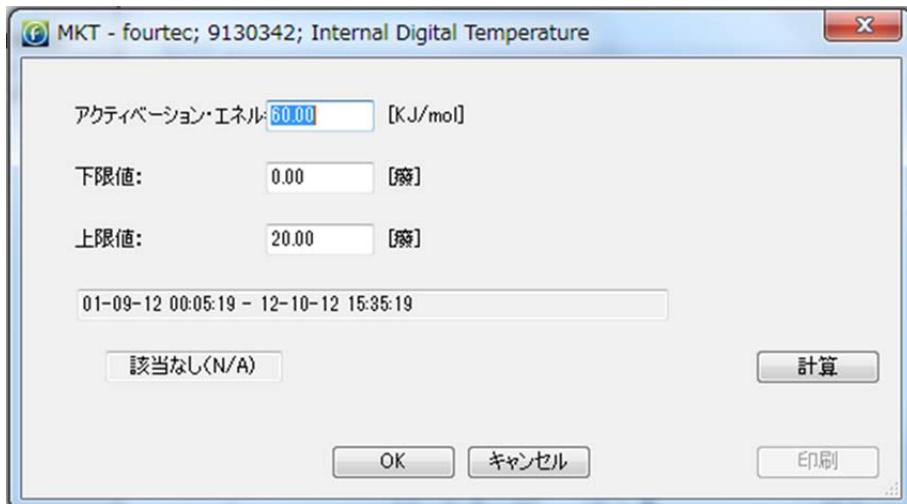 MKT - fourtec; 9130342; Internal Digital Temperature
アクティベーション・エネル: 60.00 [KJ/mol]
下限値: 0.00 [癈]
上限値: 20.00 [癈]
01-09-12 00:05:19 - 12-10-12 15:35:19
該当なし(N/A) 計算
OK キャンセル 印刷